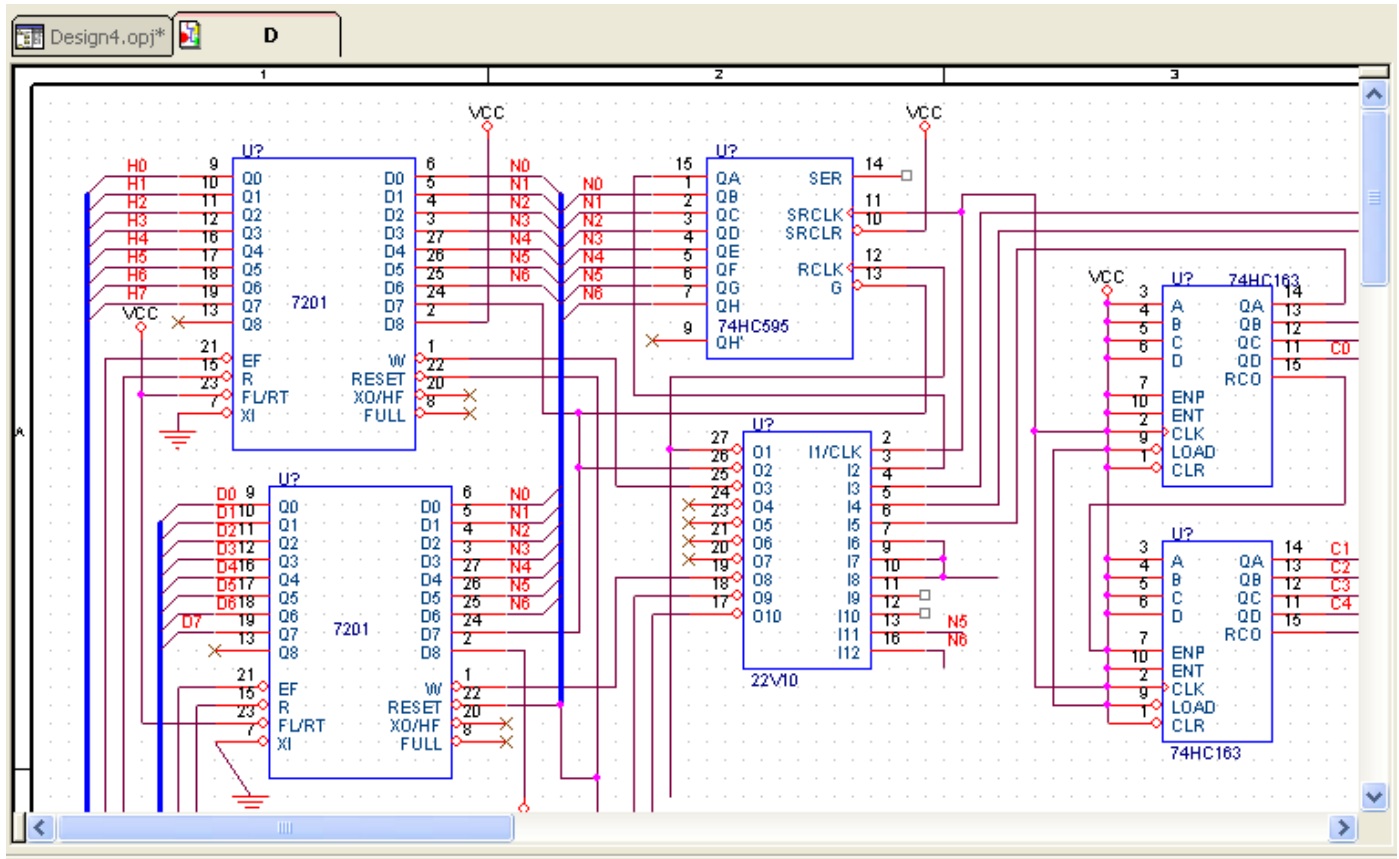 Design4.opj*
D
1
2
3
A
VCC
VCC
U?
H0 9 Q0 D0 6 N0
H1 10 Q1 D1 5 N1
H2 11 Q2 D2 4 N2
H3 12 Q3 D3 3 N3
H4 16 Q4 D4 27 N4
H5 17 Q5 D5 26 N5
H6 18 Q6 D6 25 N6
H7 19 Q7 D7 24
13 Q8 D8 2
7201
VCC
21 EF W 1
15 R RESET 22
23 FL/RT XO/HF 20
7 XI FULL 8
U?
15 QA SER 14
N0 1 QB
N1 2 QC SRCLK 11
N2 3 QD SRCLR 10
N3 4 QE
N4 5 QF RCLK 12
N5 6 QG G 13
N6 7 QH
74HC595
9 QH'
VCC
U?
74HC163
3 A QA 14
4 B QB 13
5 C QC 12
6 D QD 11 C0
RCO 15
7 ENP
10 ENT
2 CLK
9 LOAD
1 CLR
U?
D0 9 Q0 D0 6 N0
D1 10 Q1 D1 5 N1
D2 11 Q2 D2 4 N2
D3 12 Q3 D3 3 N3
D4 16 Q4 D4 27 N4
D5 17 Q5 D5 26 N5
D6 18 Q6 D6 25 N6
D7 19 Q7 D7 24
13 Q8 D8 2
7201
21 EF W 1
15 R RESET 22
23 FL/RT XO/HF 20
7 XI FULL 8
U?
27 O1 I1/CLK 2
26 O2 I2 3
25 O3 I3 4
24 O4 I4 5
23 O5 I5 6
21 O6 I6 7
20 O7 I7 9
19 O8 I8 10
18 O9 I9 11
17 O10 I10 12
I11 13 N5
I12 16 N6
22V10
U?
3 A QA 14 C1
4 B QB 13 C2
5 C QC 12 C3
6 D QD 11 C4
RCO 15
7 ENP
10 ENT
2 CLK
9 LOAD
1 CLR
74HC163